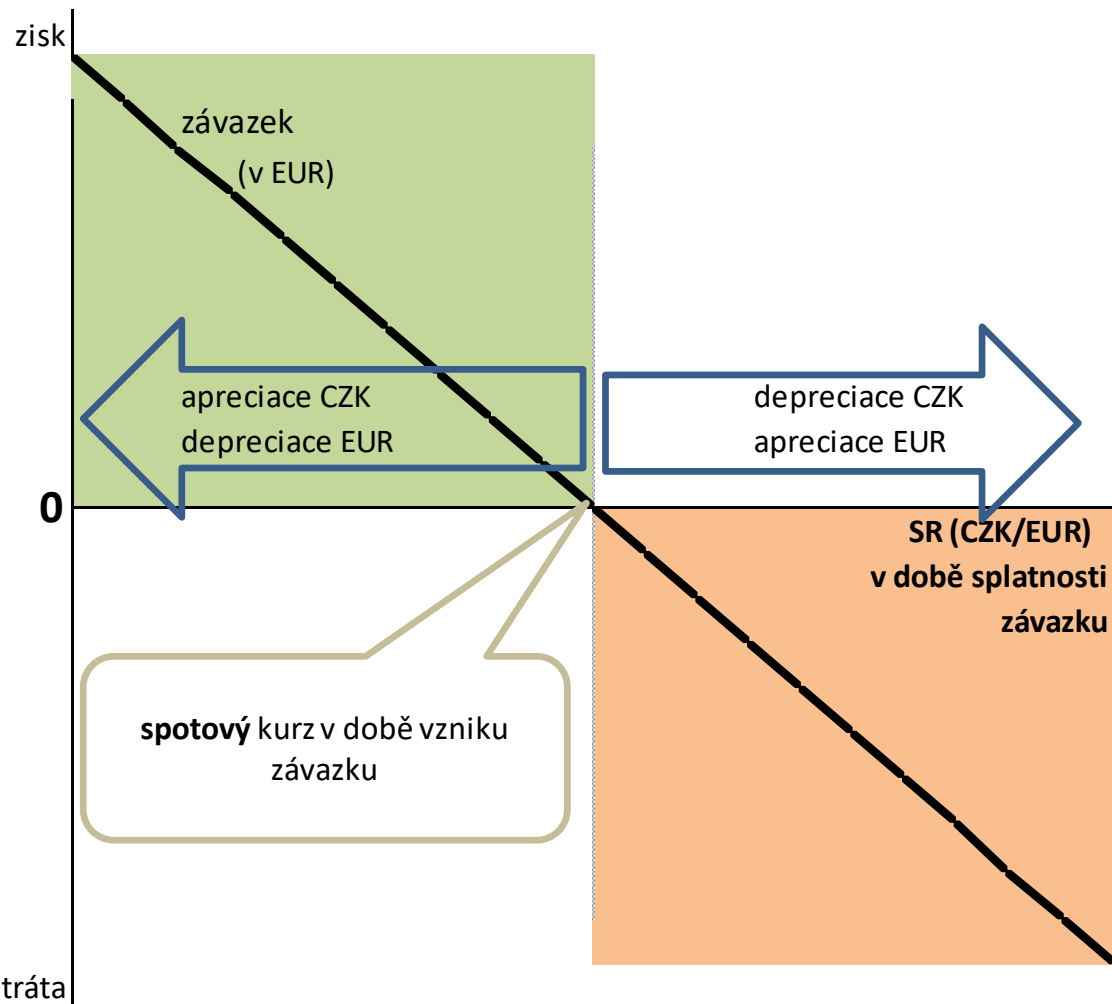 zisk
závazek
(v EUR)
apreciace CZK
depreciace EUR
depreciace CZK
apreciace EUR
0
SR (CZK/EUR)
v době splatnosti
závazku
spotový kurz v době vzniku
závazku
tráta